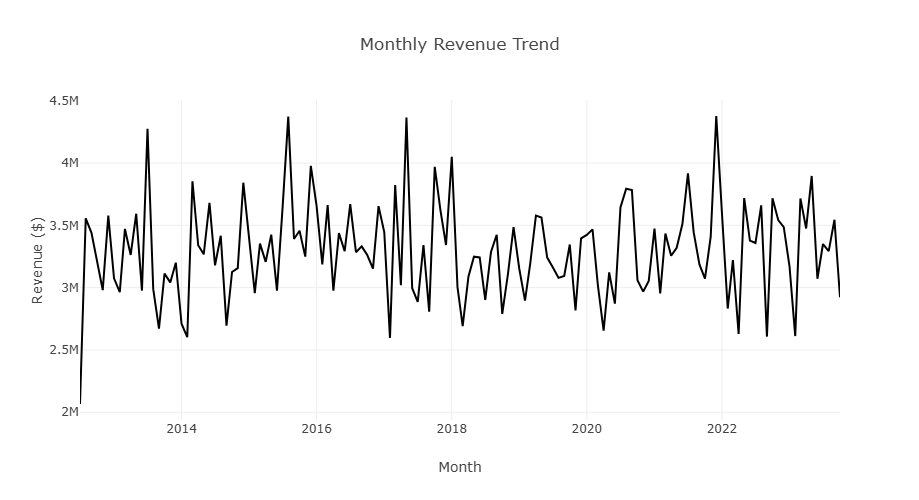 Monthly Revenue Trend
4.5M
4M
3.5M
3M
2.5M
2M
Revenue ($)
2014
2016
2018
2020
2022
Month